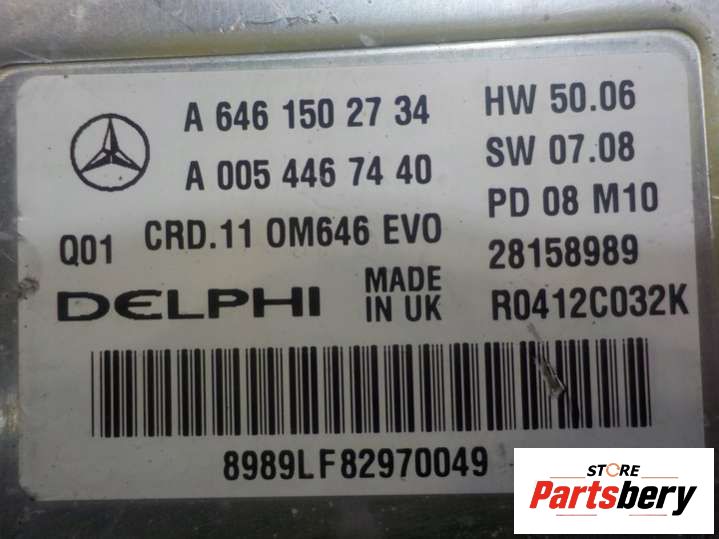 A 646 150 27 34 HW 50.06
A 005 446 74 40 SW 07.08
PD 08 M10
Q01 CRD.11 OM646 EVO 28158989
DELPHI MADE IN UK R0412C032K
8989LF82970049
STORE
Partsbery